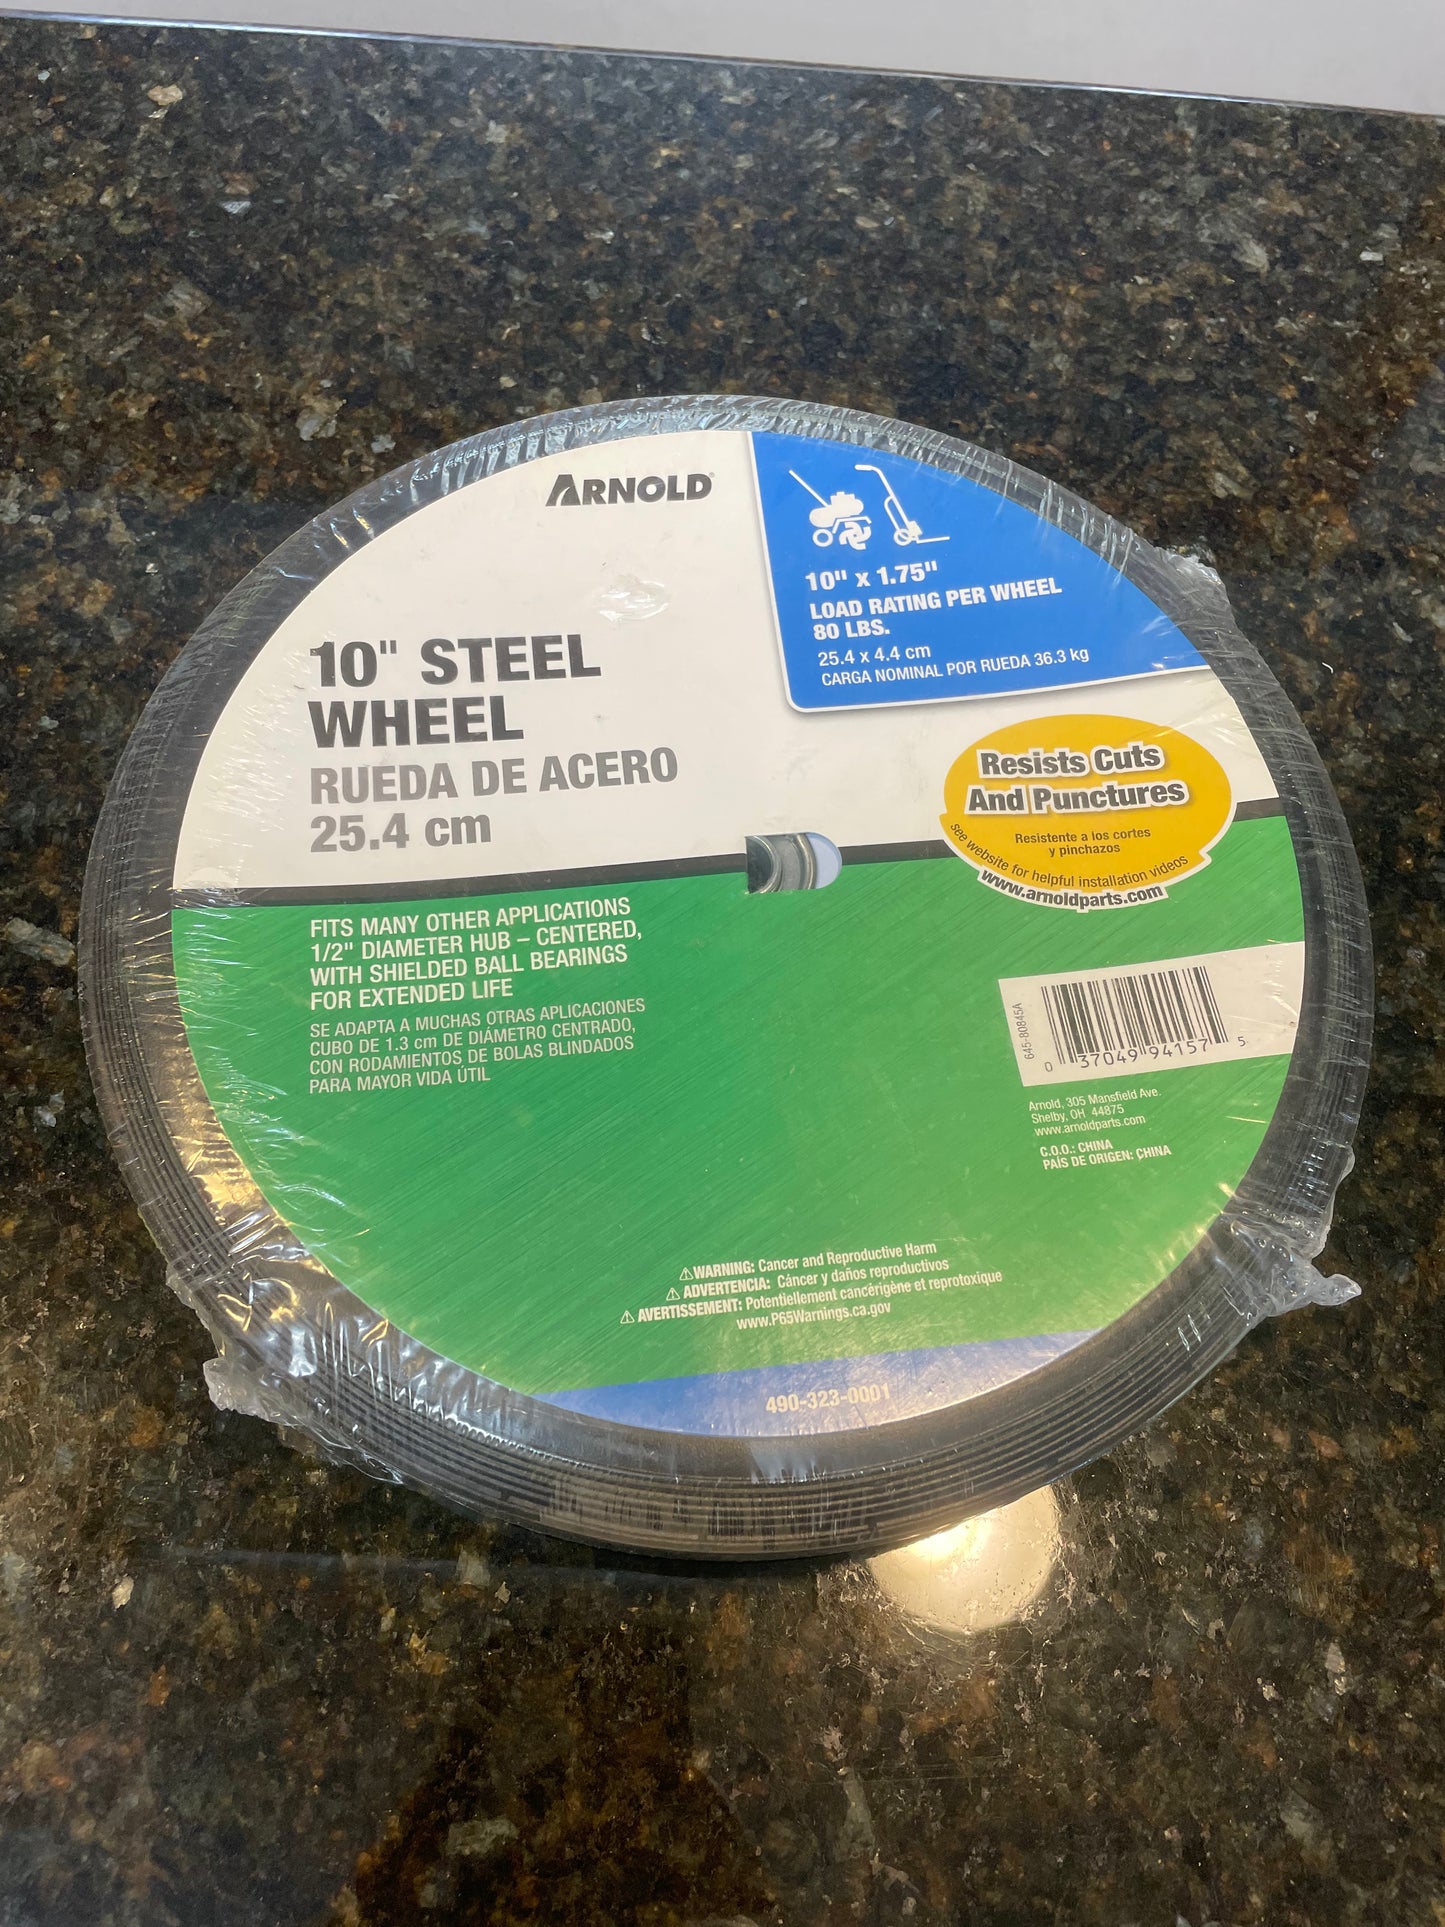 ARNOLD®
10" x 1.75"
LOAD RATING PER WHEEL
80 LBS.
25.4 x 4.4 cm
CARGA NOMINAL POR RUEDA 36.3 kg
10" STEEL
WHEEL
RUEDA DE ACERO
25.4 cm
Resists Cuts
And Punctures
Resistente a los cortes
y pinchazos
see website for helpful installation videos
www.arnoldparts.com
FITS MANY OTHER APPLICATIONS
1/2" DIAMETER HUB – CENTERED,
WITH SHIELDED BALL BEARINGS
FOR EXTENDED LIFE
SE ADAPTA A MUCHAS OTRAS APLICACIONES
CUBO DE 1.3 cm DE DIÁMETRO CENTRADO,
CON RODAMIENTOS DE BOLAS BLINDADOS
PARA MAYOR VIDA ÚTIL
645-80845A
0 37049 94157 5
Arnold, 305 Mansfield Ave.
Shelby, OH 44875
www.arnoldparts.com
C.O.O.: CHINA
PAÍS DE ORIGEN: CHINA
⚠WARNING: Cancer and Reproductive Harm
⚠ ADVERTENCIA: Cáncer y daños reproductivos
⚠ AVERTISSEMENT: Potentiellement cancérigène et reprotoxique
www.P65Warnings.ca.gov
490-323-0001